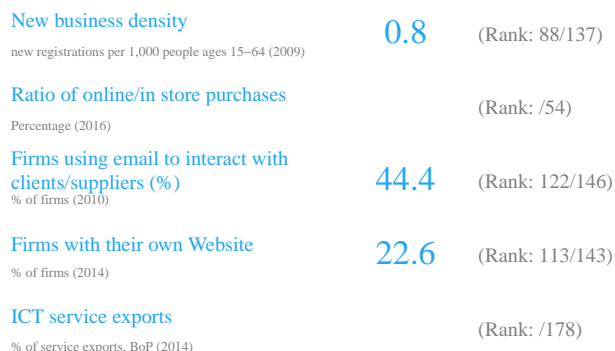 New business density
0.8 (Rank: 88/137)
new registrations per 1,000 people ages 15–64 (2009)
Ratio of online/in store purchases
(Rank: /54)
Percentage (2016)
Firms using email to interact with
clients/suppliers (%)
44.4 (Rank: 122/146)
% of firms (2010)
Firms with their own Website
22.6 (Rank: 113/143)
% of firms (2014)
ICT service exports
(Rank: /178)
% of service exports, BoP (2014)